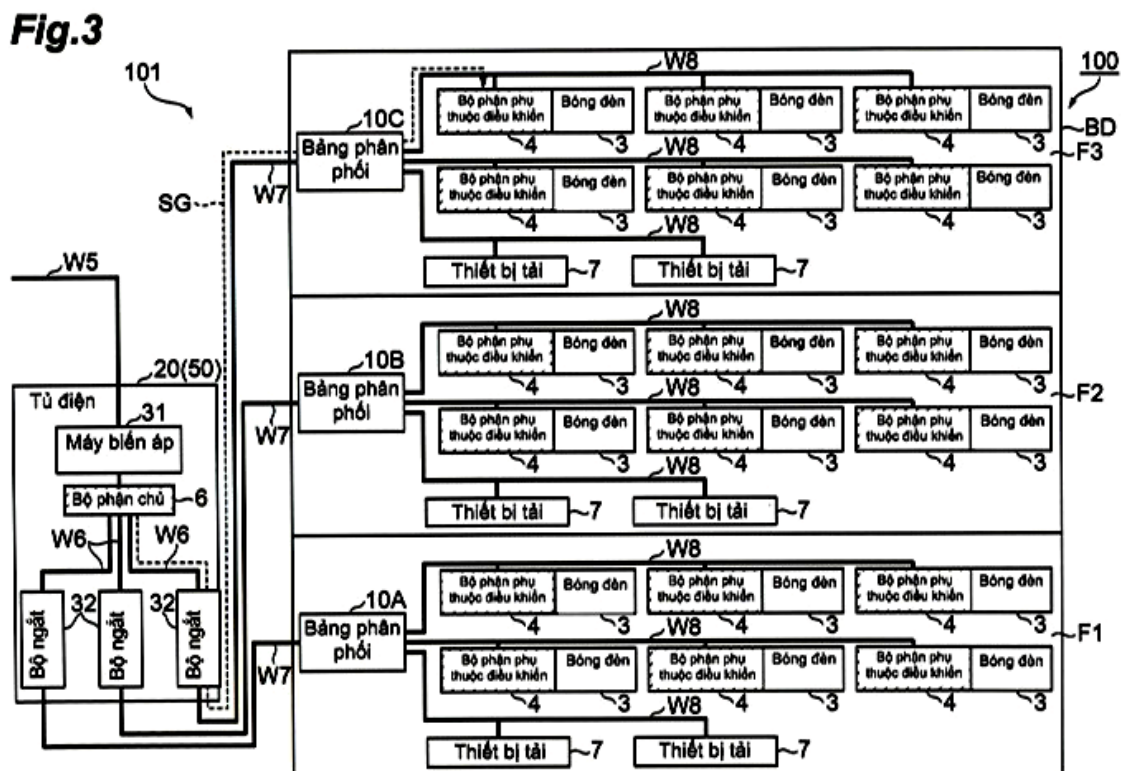 Fig.3
101
100
W8
Bộ phận phụ thuộc điều khiển
Bóng đèn
Bộ phận phụ thuộc điều khiển
Bóng đèn
Bộ phận phụ thuộc điều khiển
Bóng đèn
BD
10C
4
3
4
3
4
3
F3
Bảng phân phối
W8
W7
SG
Bộ phận phụ thuộc điều khiển
Bóng đèn
Bộ phận phụ thuộc điều khiển
Bóng đèn
Bộ phận phụ thuộc điều khiển
Bóng đèn
4
3
4
3
4
3
W8
Thiết bị tải
7
Thiết bị tải
7
W5
W8
Bộ phận phụ thuộc điều khiển
Bóng đèn
Bộ phận phụ thuộc điều khiển
Bóng đèn
Bộ phận phụ thuộc điều khiển
Bóng đèn
10B
4
3
4
3
4
3
F2
Bảng phân phối
W8
W7
Bộ phận phụ thuộc điều khiển
Bóng đèn
Bộ phận phụ thuộc điều khiển
Bóng đèn
Bộ phận phụ thuộc điều khiển
Bóng đèn
4
3
4
3
4
3
W8
Thiết bị tải
7
Thiết bị tải
7
20(50)
Tủ điện
31
Máy biến áp
Bộ phận chủ
6
W6
W6
32
32
Bộ ngắt
Bộ ngắt
Bộ ngắt
W8
Bộ phận phụ thuộc điều khiển
Bóng đèn
Bộ phận phụ thuộc điều khiển
Bóng đèn
Bộ phận phụ thuộc điều khiển
Bóng đèn
10A
4
3
4
3
4
3
F1
Bảng phân phối
W8
W7
Bộ phận phụ thuộc điều khiển
Bóng đèn
Bộ phận phụ thuộc điều khiển
Bóng đèn
Bộ phận phụ thuộc điều khiển
Bóng đèn
4
3
4
3
4
3
W8
Thiết bị tải
7
Thiết bị tải
7